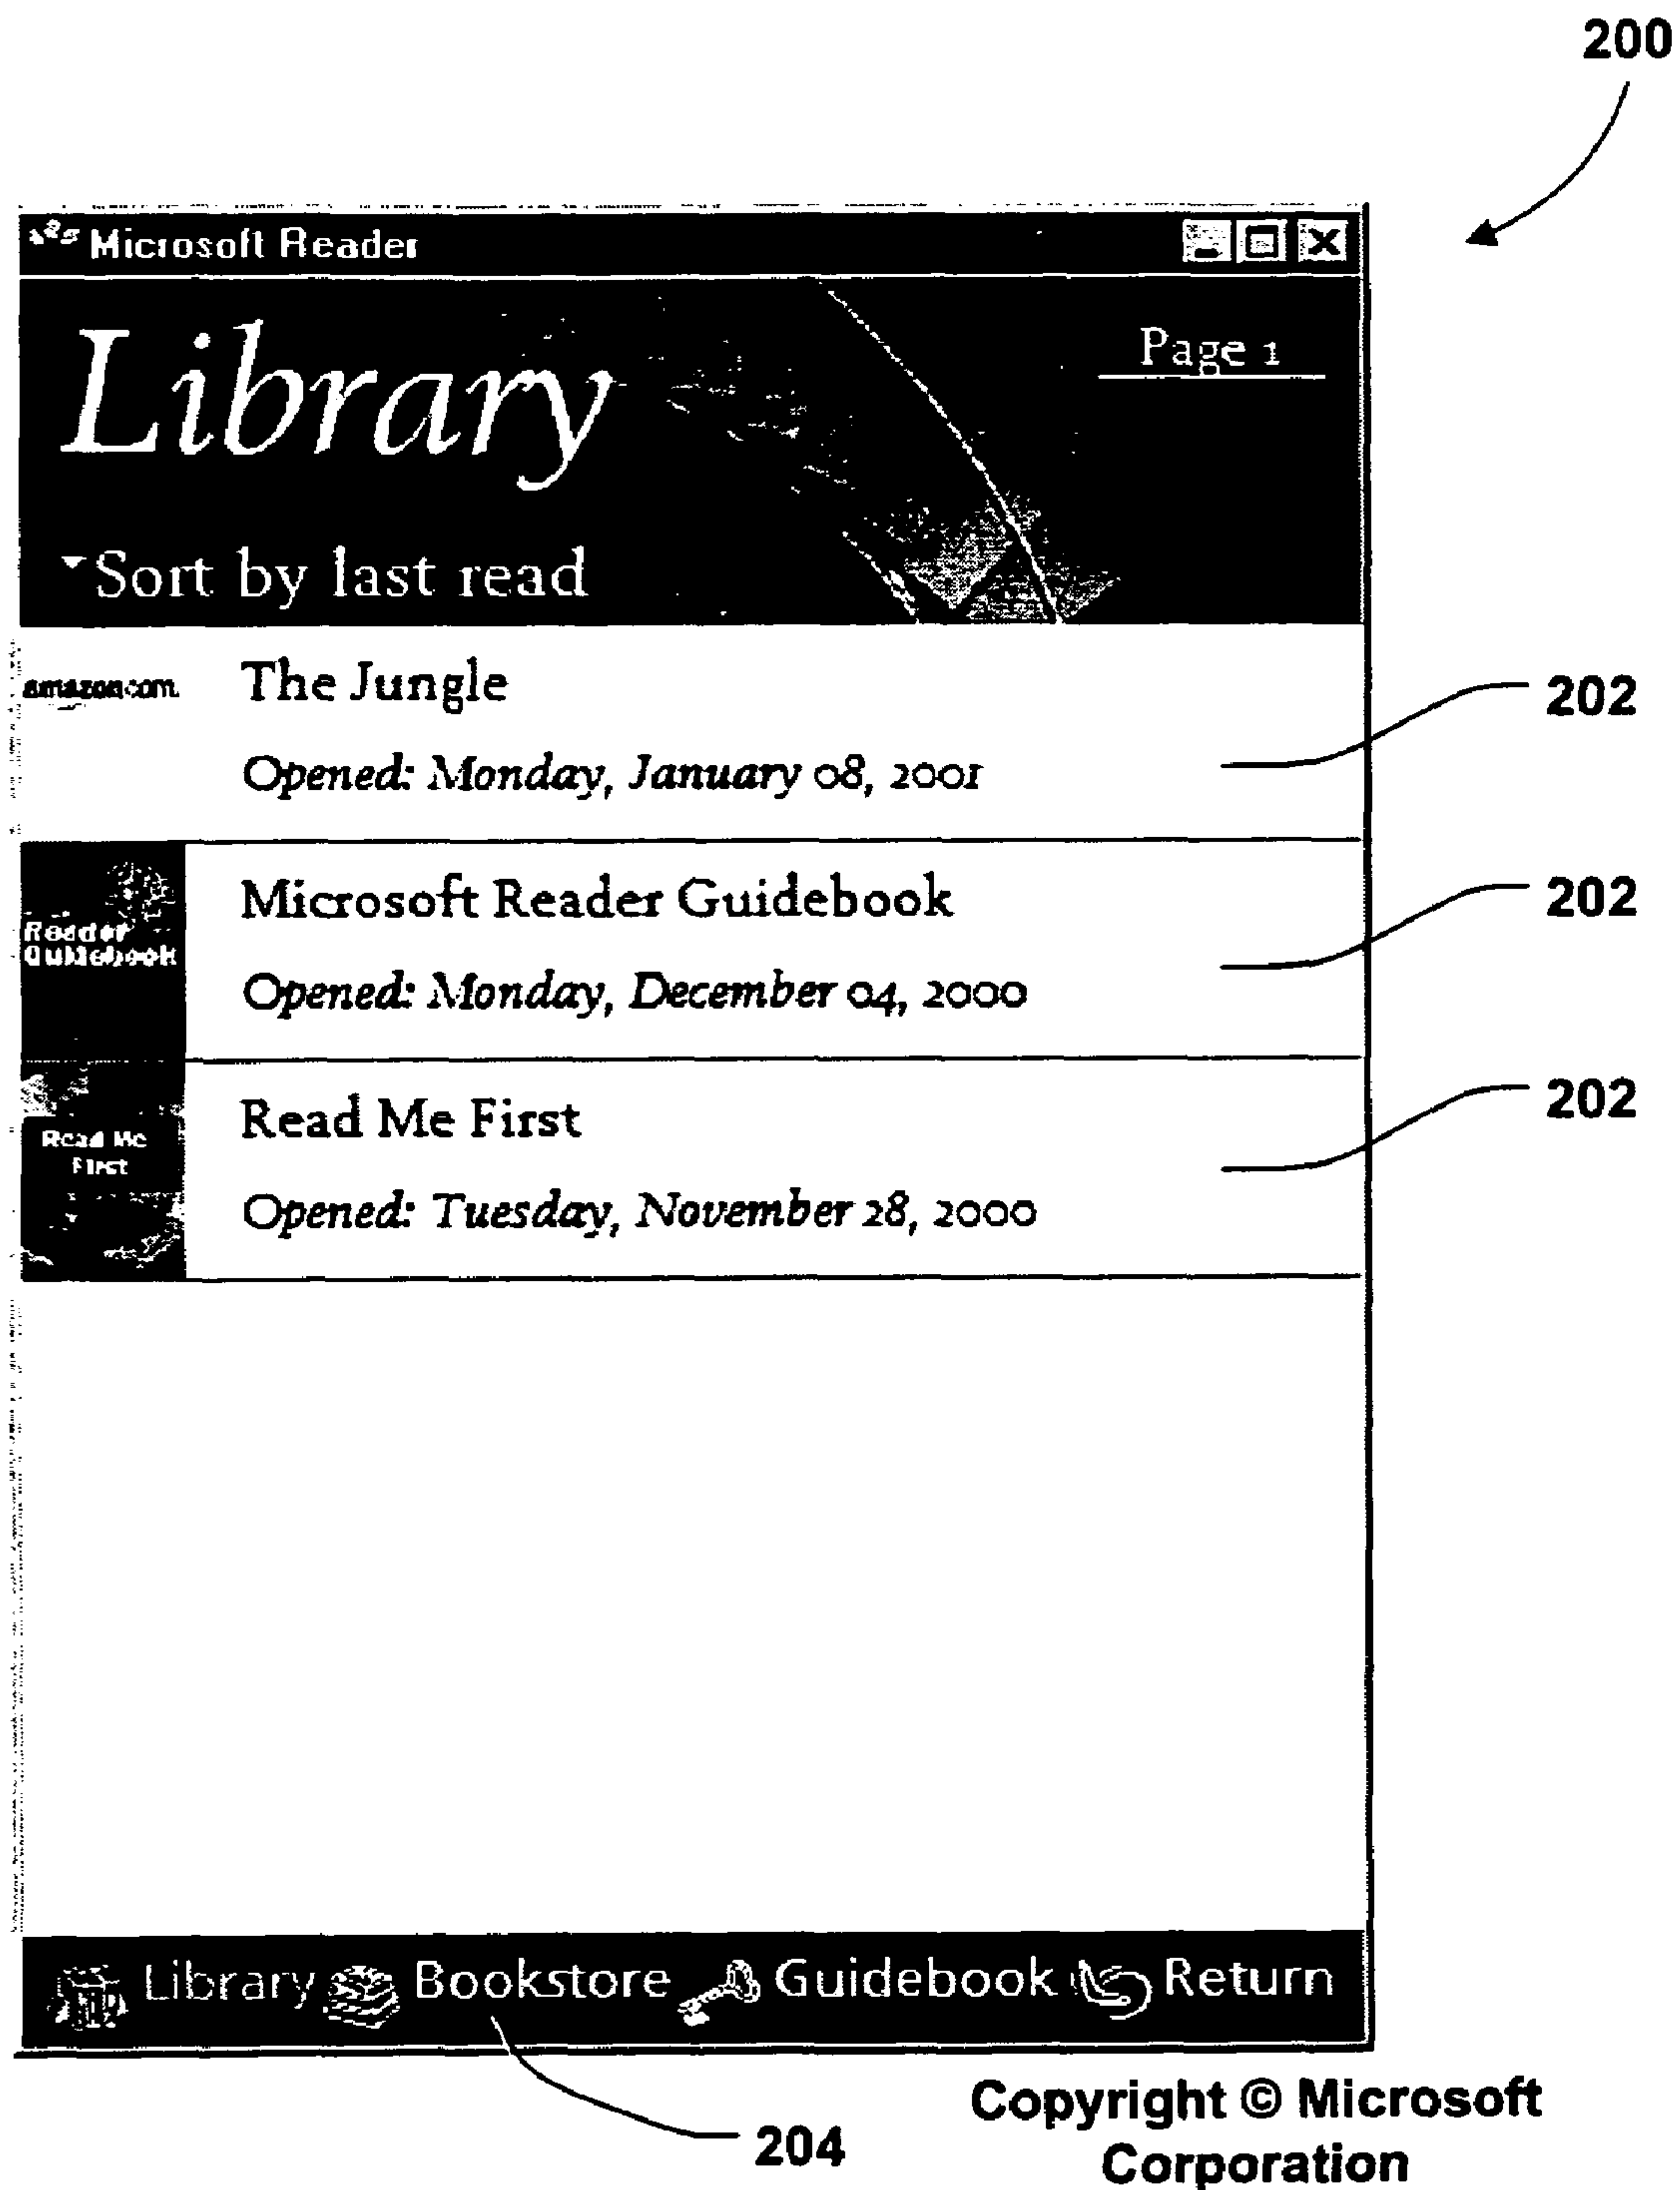 200
Microsoft Reader
Library
Page 1
Sort by last read
amazon.com.
The Jungle
Opened: Monday, January 08, 2001
202
Reader
Guidebook
Microsoft Reader Guidebook
Opened: Monday, December 04, 2000
202
Read Me
First
Read Me First
Opened: Tuesday, November 28, 2000
202
Library Bookstore Guidebook Return
204
Copyright © Microsoft
Corporation